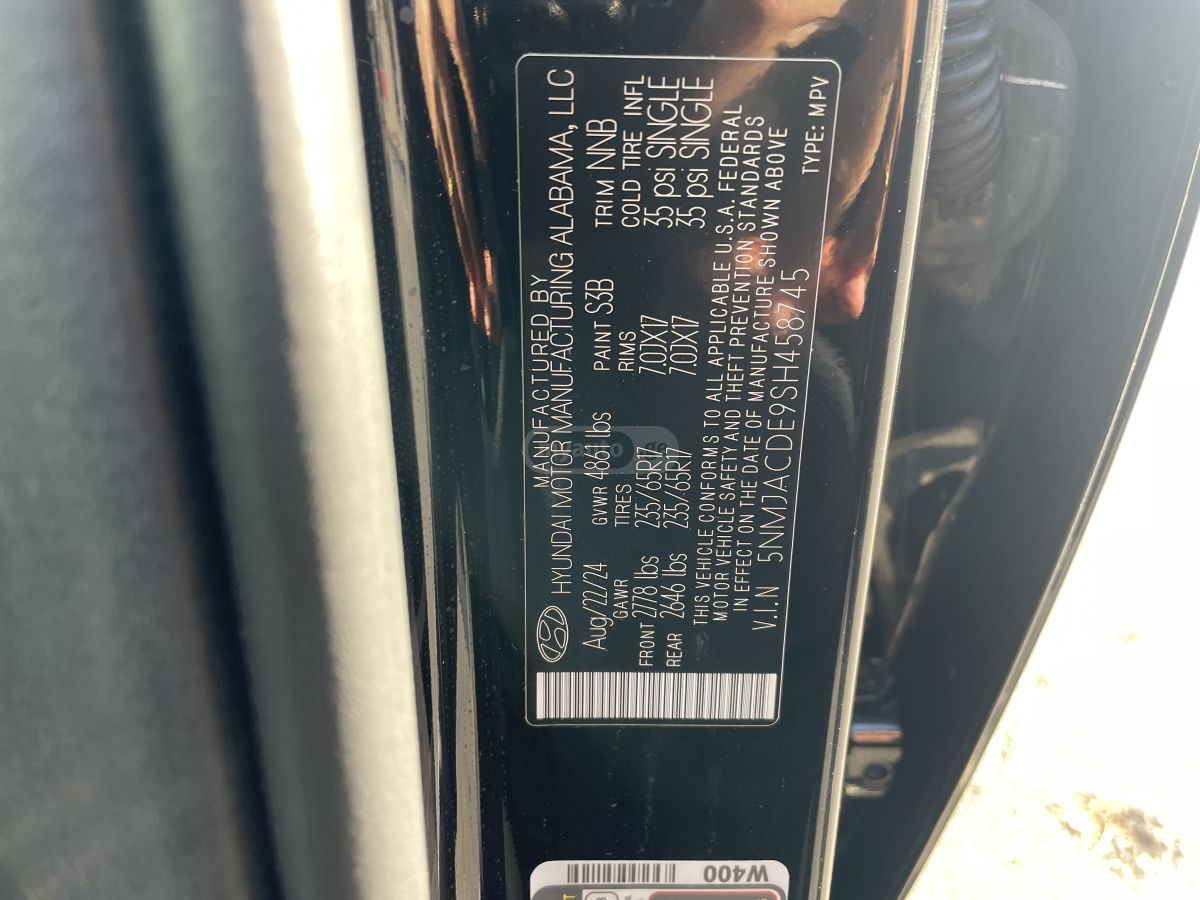 MANUFACTURED BY
HYUNDAI MOTOR MANUFACTURING ALABAMA, LLC
Aug/22/24 GVWR 4861 lbs PAINT S3B TRIM NNB
GAWR TIRES RIMS COLD TIRE INFL
FRONT 2778 lbs 235/65R17 7.0JX17 35 psi SINGLE
REAR 2646 lbs 235/65R17 7.0JX17 35 psi SINGLE
THIS VEHICLE CONFORMS TO ALL APPLICABLE U.S.A. FEDERAL
MOTOR VEHICLE SAFETY AND THEFT PREVENTION STANDARDS
IN EFFECT ON THE DATE OF MANUFACTURE SHOWN ABOVE
V.I.N 5NMJACDE9SH458745 TYPE: MPV
W400